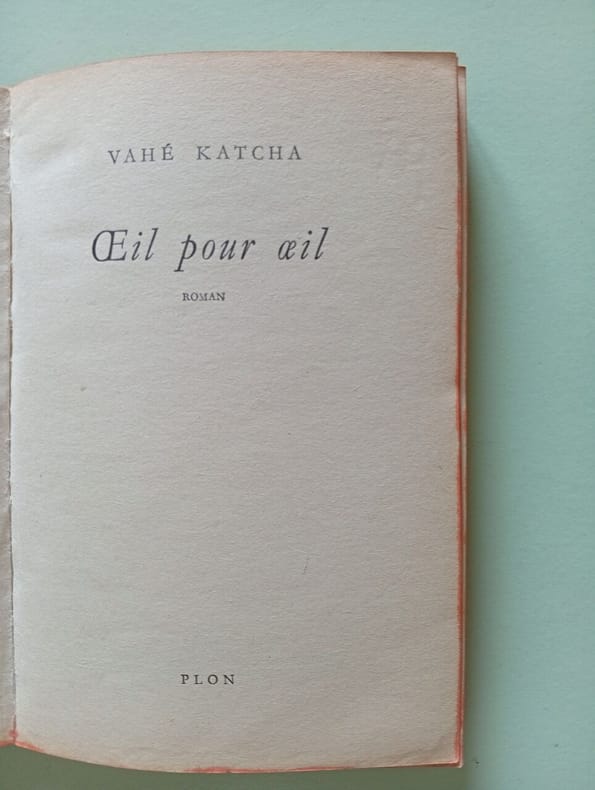 VAHÉ KATCHA
Œil pour œil
ROMAN
PLON